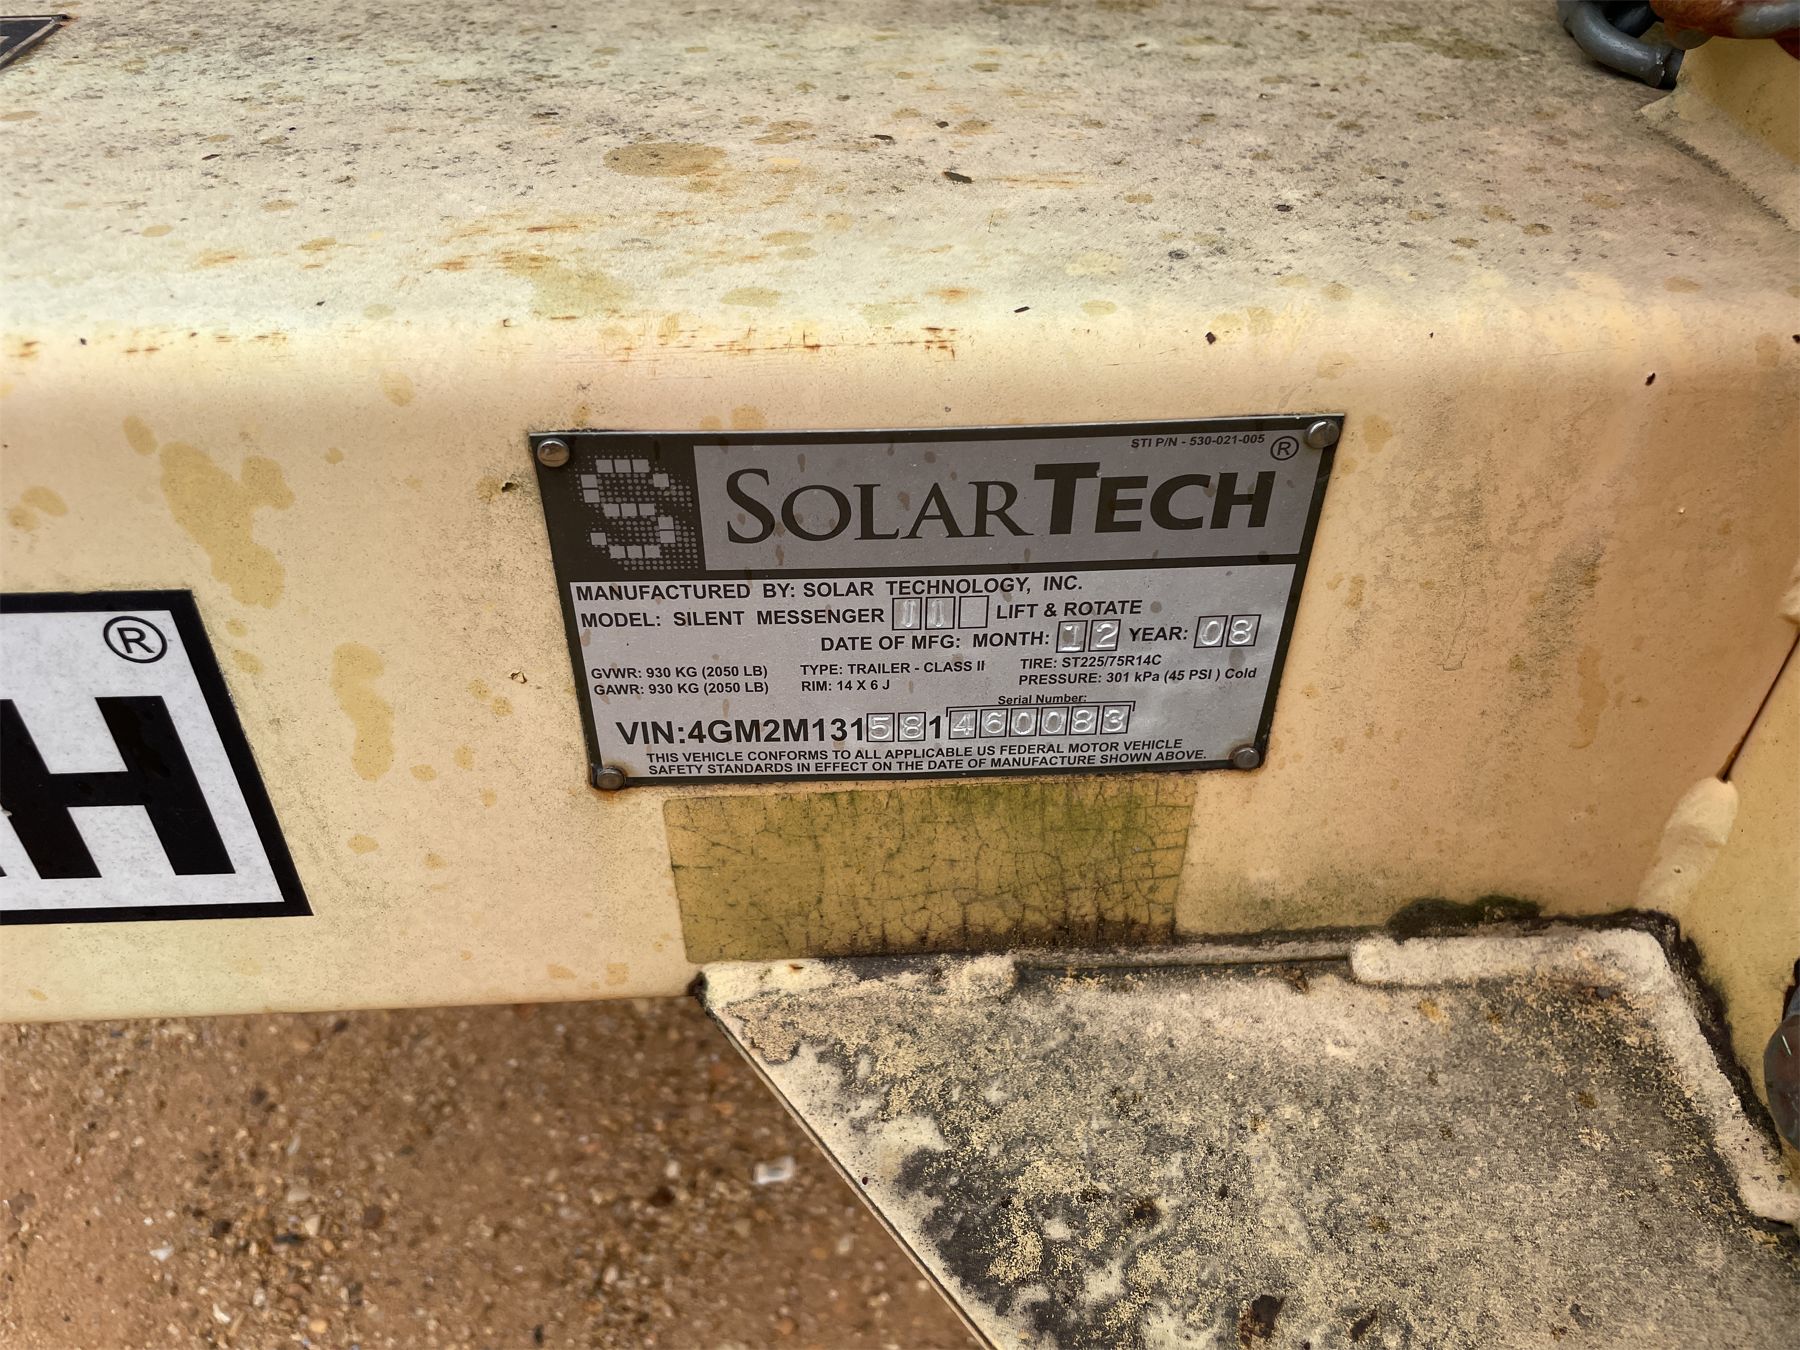 STI P/N - 530-021-005
SOLARTECH®
MANUFACTURED BY: SOLAR TECHNOLOGY, INC.
MODEL: SILENT MESSENGER II LIFT & ROTATE
DATE OF MFG: MONTH: 12 YEAR: 08
GVWR: 930 KG (2050 LB) TYPE: TRAILER - CLASS II TIRE: ST225/75R14C
GAWR: 930 KG (2050 LB) RIM: 14 X 6 J PRESSURE: 301 kPa (45 PSI) Cold
Serial Number:
VIN:4GM2M131581460083
THIS VEHICLE CONFORMS TO ALL APPLICABLE US FEDERAL MOTOR VEHICLE
SAFETY STANDARDS IN EFFECT ON THE DATE OF MANUFACTURE SHOWN ABOVE.
®
H